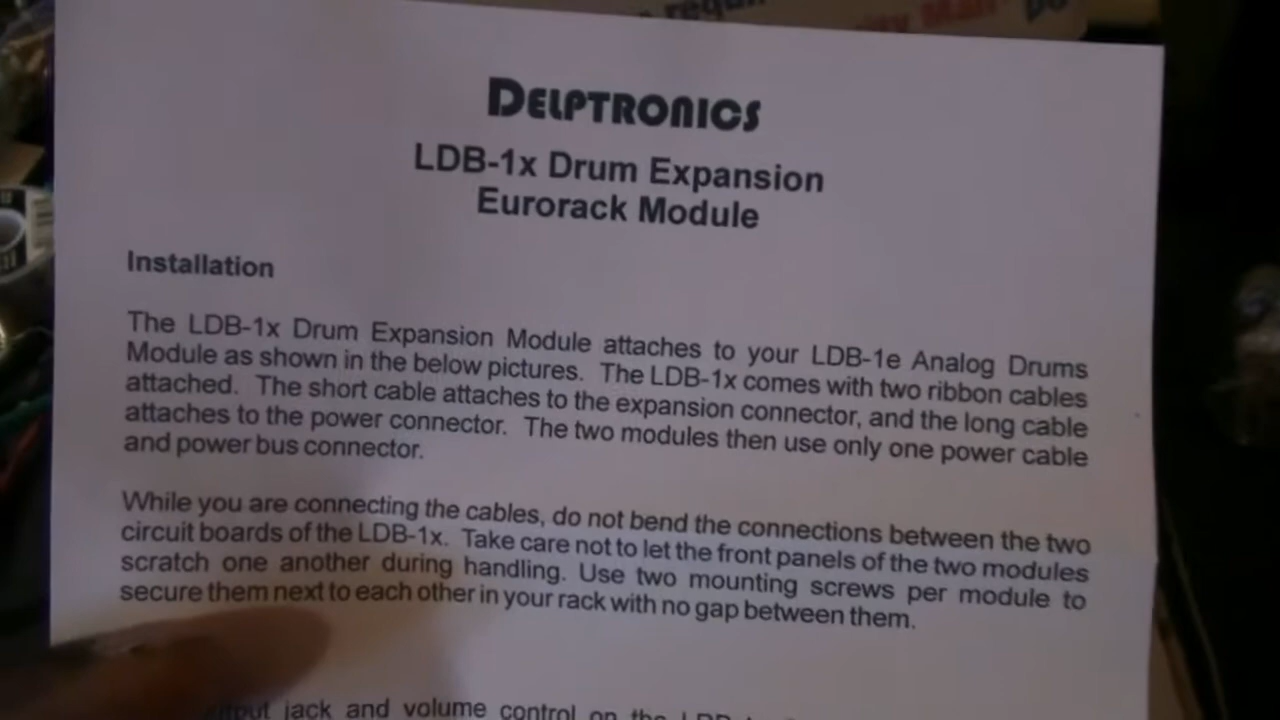 requi
ity Mail
DELPTRONICS
LDB-1x Drum Expansion
Eurorack Module
Installation
The LDB-1x Drum Expansion Module attaches to your LDB-1e Analog Drums
Module as shown in the below pictures. The LDB-1x comes with two ribbon cables
attached. The short cable attaches to the expansion connector, and the long cable
attaches to the power connector. The two modules then use only one power cable
and power bus connector.
While you are connecting the cables, do not bend the connections between the two
circuit boards of the LDB-1x. Take care not to let the front panels of the two modules
scratch one another during handling. Use two mounting screws per module to
secure them next to each other in your rack with no gap between them.
jack and volume control on the